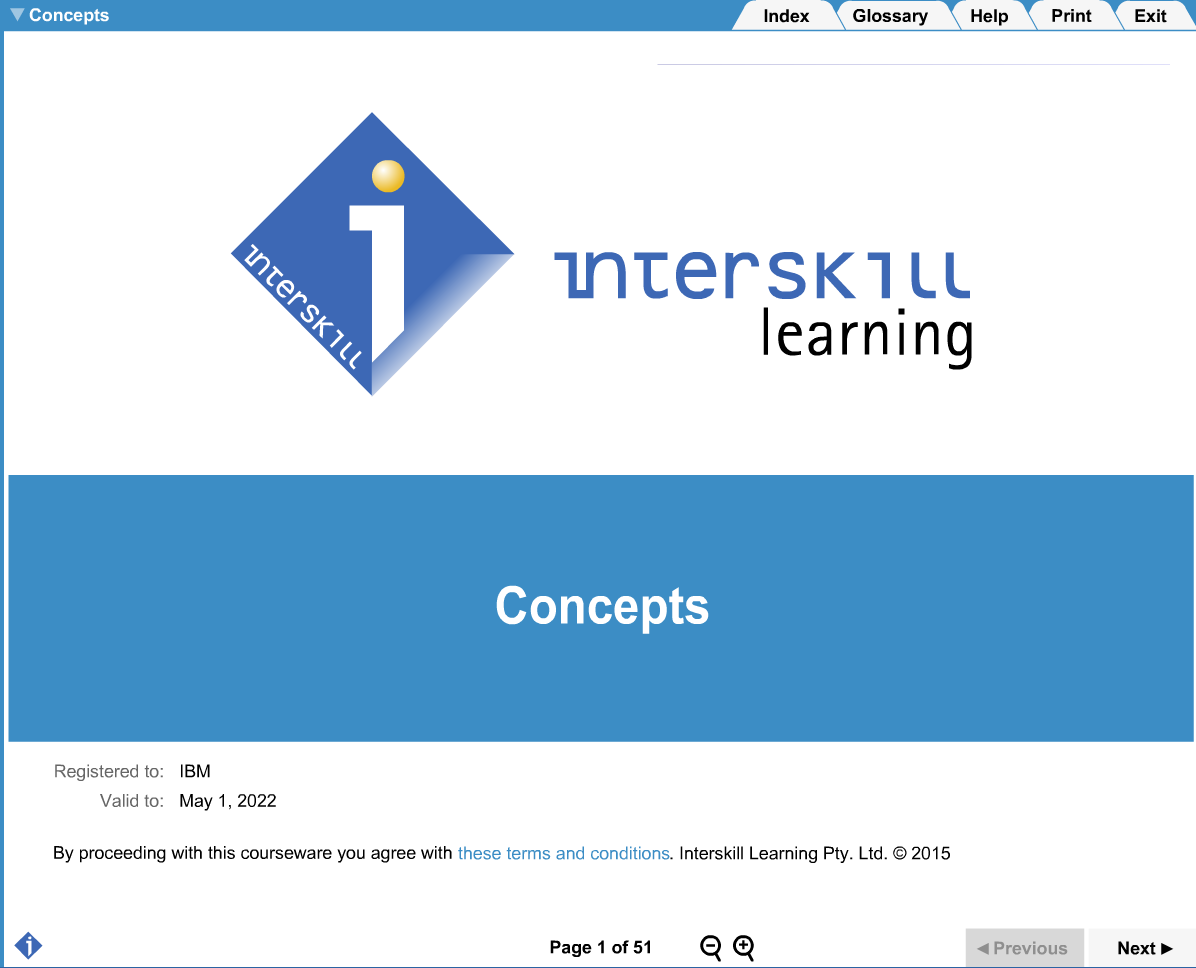 Concepts
Index
Glossary
Help
Print
Exit
interskill
interskill
learning
Concepts
Registered to: IBM
Valid to: May 1, 2022
By proceeding with this courseware you agree with these terms and conditions. Interskill Learning Pty. Ltd. © 2015
Page 1 of 51
Previous
Next